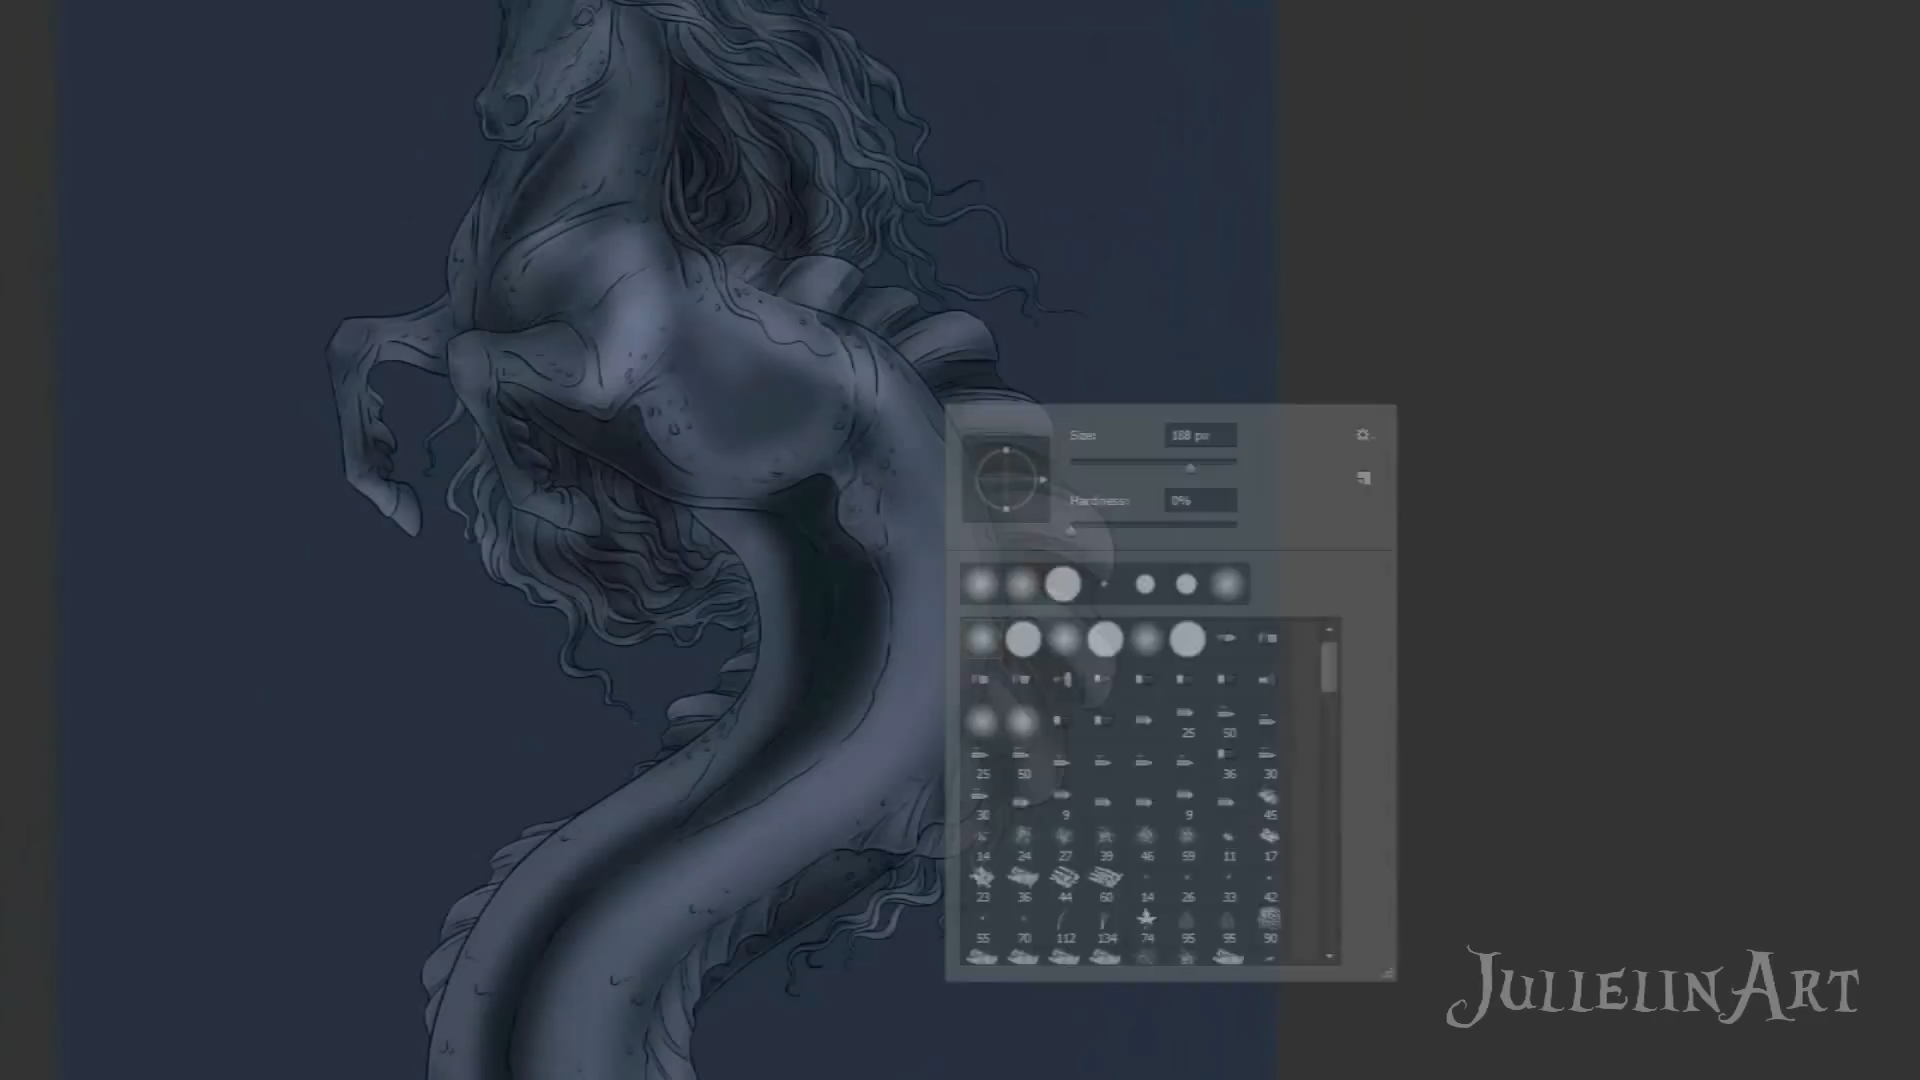 Size: 188 px
Hardness: 0%
25 50
25 50 36 30
30 9 9 45
14 24 27 39 46 59 11 17
23 36 44 60 14 26 33 42
55 70 112 134 74 95 95 90
JullelinArt